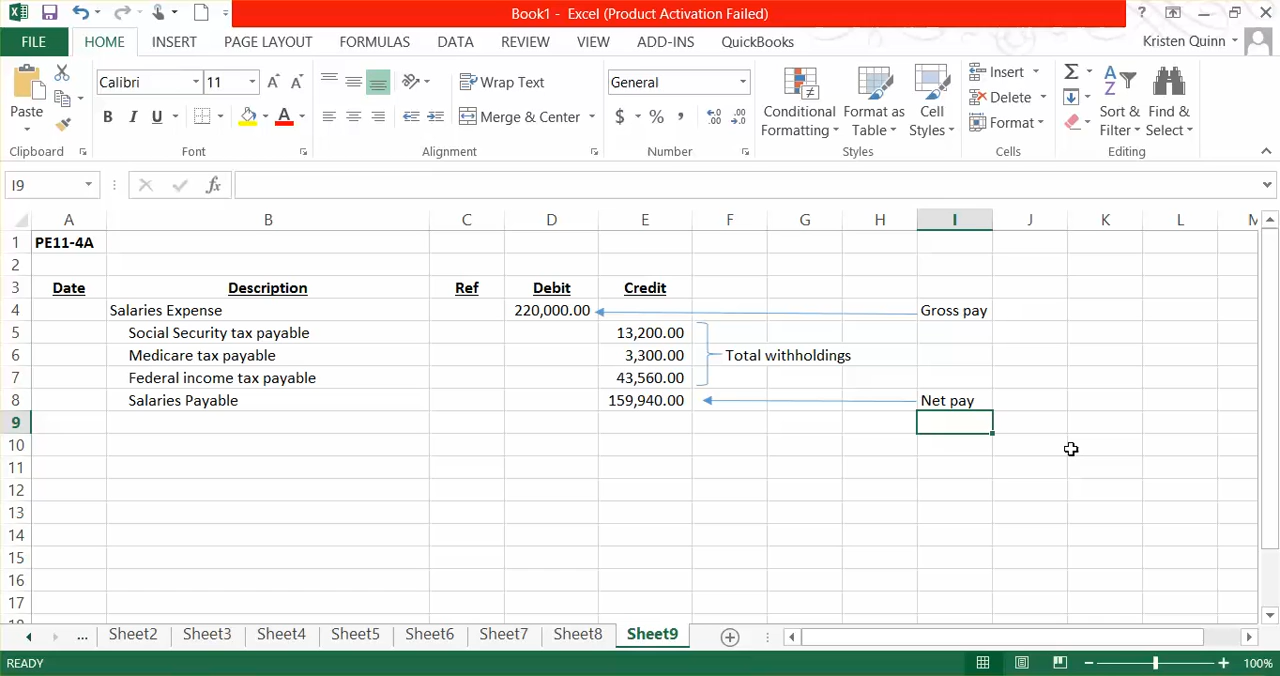 Book1 - Excel (Product Activation Failed)
FILE HOME INSERT PAGE LAYOUT FORMULAS DATA REVIEW VIEW ADD-INS QuickBooks Kristen Quinn
Paste
Calibri 11
B I U A
Wrap Text
Merge & Center
General
$ % ,
Conditional Formatting
Format as Table
Cell Styles
Insert
Delete
Format
Sort & Filter
Find & Select
Clipboard Font Alignment Number Styles Cells Editing
I9 fx
A B C D E F G H I J K L M
1 PE11-4A
2
3 Date Description Ref Debit Credit
4 Salaries Expense 220,000.00 Gross pay
5 Social Security tax payable 13,200.00
6 Medicare tax payable 3,300.00 Total withholdings
7 Federal income tax payable 43,560.00
8 Salaries Payable 159,940.00 Net pay
9
10
11
12
13
14
15
16
17
... Sheet2 Sheet3 Sheet4 Sheet5 Sheet6 Sheet7 Sheet8 Sheet9
READY 100%